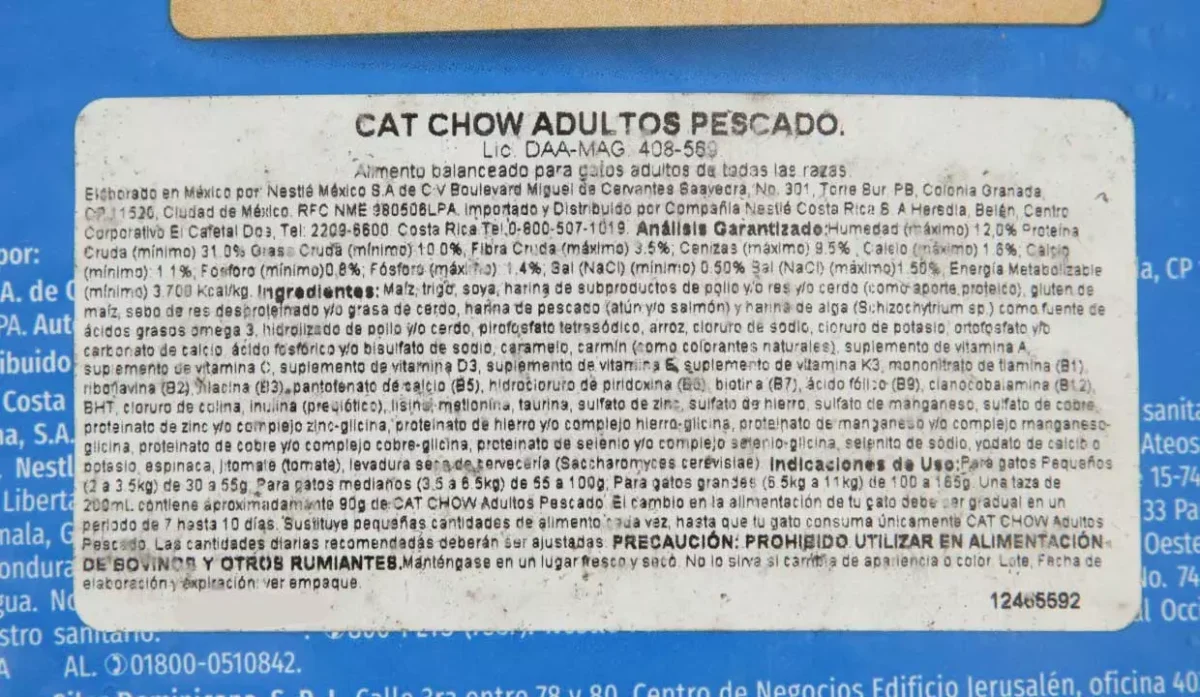 CAT CHOW ADULTOS PESCADO.
Lic. DAA-MAG. 408-569
Alimento balanceado para gatos adultos de todas las razas.
Elaborado en México por: Nestlé México S.A de C.V Boulevard Miguel de Cervantes Saavedra, No. 301, Torre Sur, PB, Colonia Granada,
CP. 11520, Ciudad de México. RFC NME 980506LPA. Importado y Distribuido por Compañía Nestlé Costa Rica S. A Heredia, Belén, Centro
Corporativo El Cafetal Dos, Tel: 2209-6600. Costa Rica Tel.0-800-507-1019. Análisis Garantizado:Humedad (máximo) 12,0% Proteína
Cruda (mínimo) 31.0% Grasa Cruda (mínimo) 10.0%, Fibra Cruda (máximo) 3.5%; Cenizas (máximo) 9.5%, Calcio (máximo) 1.6%; Calcio
(mínimo): 1.1%, Fósforo (mínimo)0.8%; Fósforo (máximo) 1.4%, Sal (NaCl) (mínimo) 0.50% Sal (NaCl) (máximo)1.50%, Energía Metabolizable
(mínimo) 3.700 Kcal/kg. Ingredientes: Maíz, trigo, soya, harina de subproductos de pollo y/o res y/o cerdo (como aporte proteico), gluten de
maíz, sebo de res desproteinado y/o grasa de cerdo, harina de pescado (atún y/o salmón) y harina de alga (Schizochytrium sp.) como fuente de
ácidos grasos omega 3, hidrolizado de pollo y/o cerdo, pirofosfato tetrasódico, arroz, cloruro de sodio, cloruro de potasio, ortofosfato y/o
carbonato de calcio, ácido fosfórico y/o bisulfato de sodio, caramelo, carmín (como colorantes naturales), suplemento de vitamina A,
suplemento de vitamina C, suplemento de vitamina D3, suplemento de vitamina E, suplemento de vitamina K3, mononitrato de tiamina (B1),
riboflavina (B2), niacina (B3), pantotenato de calcio (B5), hidrocloruro de piridoxina (B6), biotina (B7), ácido fólico (B9), cianocobalamina (B12),
BHT, cloruro de colina, inulina (prebiótico), lisina, metionina, taurina, sulfato de zinc, sulfato de hierro, sulfato de manganeso, sulfato de cobre,
proteinato de zinc y/o complejo zinc-glicina, proteinato de hierro y/o complejo hierro-glicina, proteinato de manganeso y/o complejo manganeso-
glicina, proteinato de cobre y/o complejo cobre-glicina, proteinato de selenio y/o complejo selenio-glicina, selenito de sodio, yodato de calcio o
potasio, espinaca, jitomate (tomate), levadura seca de cervecería (Saccharomyces cerevisiae) Indicaciones de Uso:Para gatos Pequeños
(2 a 3.5kg) de 30 a 55g, Para gatos medianos (3.5 a 6.5kg) de 55 a 100g; Para gatos grandes (6.5kg a 11kg) de 100 a 165g. Una taza de
200mL contiene aproximadamente 90g de CAT CHOW Adultos Pescado. El cambio en la alimentación de tu gato debe ser gradual en un
periodo de 7 hasta 10 días. Sustituye pequeñas cantidades de alimento cada vez, hasta que tu gato consuma únicamente CAT CHOW Adultos
Pescado. Las cantidades diarias recomendadas deberán ser ajustadas. PRECAUCIÓN: PROHIBIDO UTILIZAR EN ALIMENTACIÓN
DE BOVINOS Y OTROS RUMIANTES.Manténgase en un lugar fresco y seco. No lo sirva si cambia de apariencia o color. Lote, Fecha de
elaboración y expiración: ver empaque.
12465592
por:
A. de
PA. Aut
ribuido
Costa
na, S.A.
Nestl
Liberta
mala, G
ondura
gua. No
stro sanitario.
A AL. 01800-0510842.
a, CP
sanit
Ateos
15-74
33 Pa
Oeste
No. 74
al Occ
Dominicana, S.R.L. Calle 3ra entre 78 y 80, Centro de Negocios Edificio Jerusalén, oficina 40